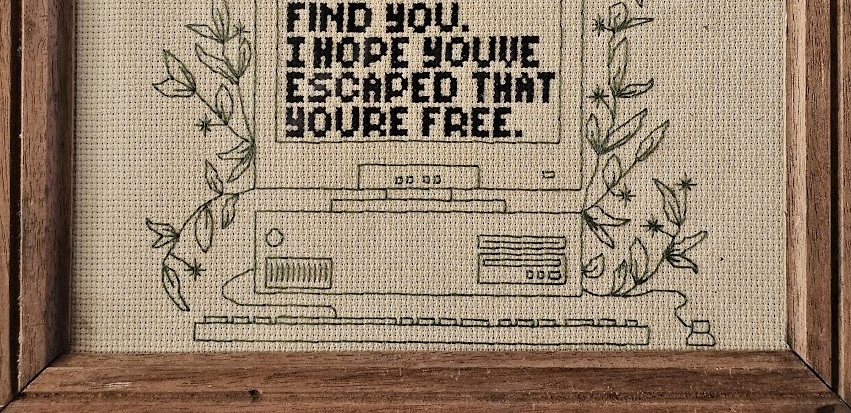 FIND YOU.
I HOPE YOUVE
ESCAPED THAT
YOURE FREE.